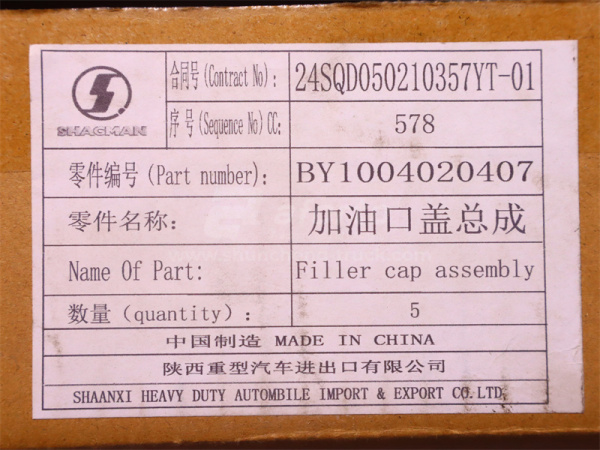 SHACMAN
合同号(Contract No): 24SQD050210357YT-01
序号(Sequence No)CC: 578
零件编号(Part number): BY1004020407
零件名称: 加油口盖总成
Name Of Part: Filler cap assembly
数量(quantity): 5
中国制造 MADE IN CHINA
陕西重型汽车进出口有限公司
SHAANXI HEAVY DUTY AUTOMBILE IMPORT & EXPORT CO.LTD.